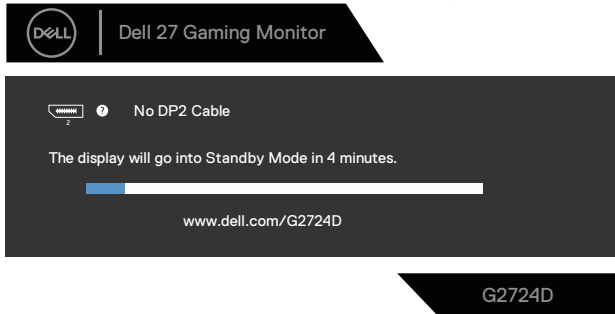 DELL
Dell 27 Gaming Monitor
? No DP2 Cable
2
The display will go into Standby Mode in 4 minutes.
www.dell.com/G2724D
G2724D